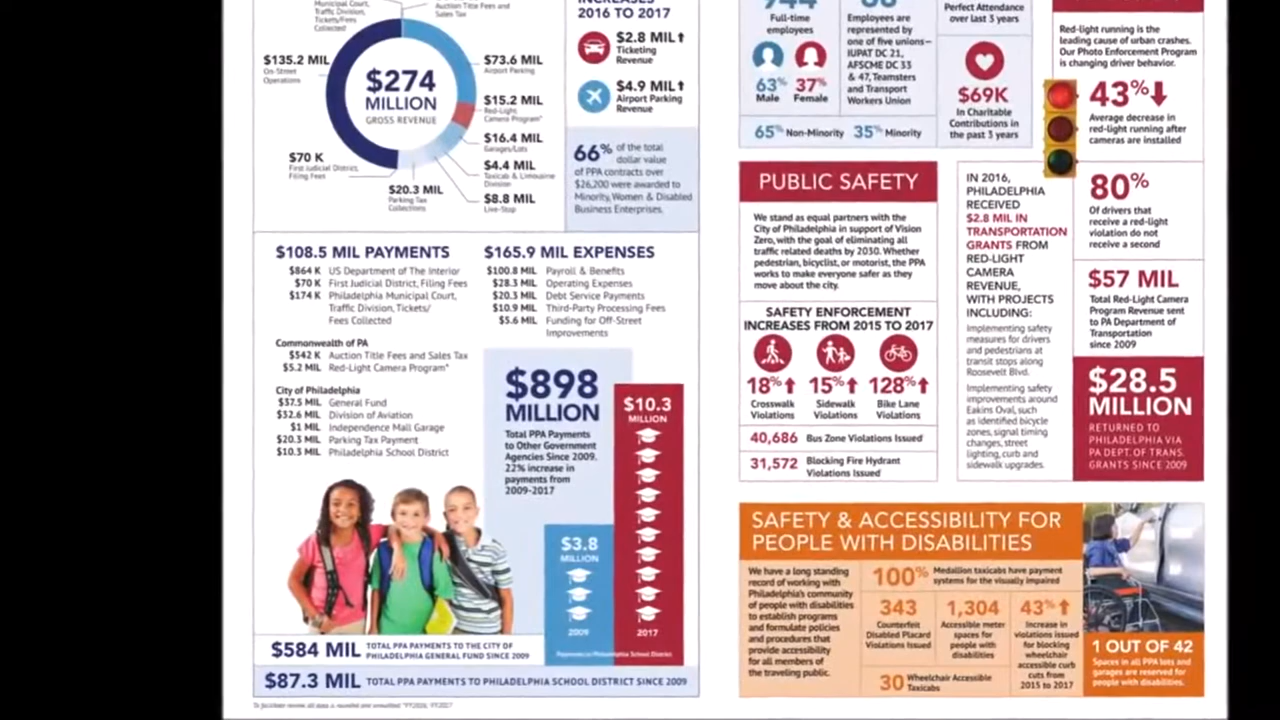 Municipal Court,
Traffic Division,
Tickets/Fees
Collected
Auction Title Fees and
Sales Tax
$135.2 MIL
On-Street
Operations
$274
MILLION
GROSS REVENUE
$73.6 MIL
Airport Parking
$15.2 MIL
Red-Light
Camera Program*
$16.4 MIL
Garages/Lots
$4.4 MIL
Taxicab & Limousine
Division
$8.8 MIL
Live-Stop
$70 K
First Judicial District,
Filing Fees
$20.3 MIL
Parking Tax
Collections
INCREASES
2016 TO 2017
$2.8 MIL
Ticketing
Revenue
$4.9 MIL
Airport Parking
Revenue
66% of the total
dollar value
of PPA contracts over
$26,200 were awarded to
Minority, Women & Disabled
Business Enterprises.
$108.5 MIL PAYMENTS
$864 K US Department of The Interior
$70 K First Judicial District, Filing Fees
$174 K Philadelphia Municipal Court,
Traffic Division, Tickets/
Fees Collected
Commonwealth of PA
$542 K Auction Title Fees and Sales Tax
$5.2 MIL Red-Light Camera Program*
City of Philadelphia
$37.5 MIL General Fund
$32.6 MIL Division of Aviation
$1 MIL Independence Mall Garage
$20.3 MIL Parking Tax Payment
$10.3 MIL Philadelphia School District
$165.9 MIL EXPENSES
$100.8 MIL Payroll & Benefits
$28.3 MIL Operating Expenses
$20.3 MIL Debt Service Payments
$10.9 MIL Third-Party Processing Fees
$5.6 MIL Funding for Off-Street
Improvements
$898
MILLION
Total PPA Payments
to Other Government
Agencies Since 2009.
22% increase in
payments from
2009-2017
$3.8
MILLION
2009
$10.3
MILLION
2017
Payments to Philadelphia School District
$584 MIL TOTAL PPA PAYMENTS TO THE CITY OF
PHILADELPHIA GENERAL FUND SINCE 2009
$87.3 MIL TOTAL PPA PAYMENTS TO PHILADELPHIA SCHOOL DISTRICT SINCE 2009
944
Full-time
employees
63%
Male
37%
Female
Employees are
represented by
one of five unions—
IUPAT DC 21,
AFSCME DC 33
& 47, Teamsters
and Transport
Workers Union
65% Non-Minority 35% Minority
Perfect Attendance
over last 3 years
$69K
In Charitable
Contributions in
the past 3 years
Red-light running is the
leading cause of urban crashes.
Our Photo Enforcement Program
is changing driver behavior.
43%
Average decrease in
red-light running after
cameras are installed
80%
Of drivers that
receive a red-light
violation do not
receive a second
$57 MIL
Total Red-Light Camera
Program Revenue sent
to PA Department of
Transportation
since 2009
$28.5
MILLION
RETURNED TO
PHILADELPHIA VIA
PA DEPT. OF TRANS.
GRANTS SINCE 2009
PUBLIC SAFETY
We stand as equal partners with the
City of Philadelphia in support of Vision
Zero, with the goal of eliminating all
traffic related deaths by 2030. Whether
pedestrian, bicyclist, or motorist, the PPA
works to make everyone safer as they
move about the city.
SAFETY ENFORCEMENT
INCREASES FROM 2015 TO 2017
18%
Crosswalk
Violations
15%
Sidewalk
Violations
128%
Bike Lane
Violations
40,686 Bus Zone Violations Issued
31,572 Blocking Fire Hydrant
Violations Issued
IN 2016,
PHILADELPHIA
RECEIVED
$2.8 MIL IN
TRANSPORTATION
GRANTS FROM
RED-LIGHT
CAMERA
REVENUE,
WITH PROJECTS
INCLUDING:
Implementing safety
measures for drivers
and pedestrians at
transit stops along
Roosevelt Blvd.
Implementing safety
improvements around
Eakins Oval, such
as identified bicycle
zones, signal timing
changes, street
lighting, curb and
sidewalk upgrades.
SAFETY & ACCESSIBILITY FOR
PEOPLE WITH DISABILITIES
We have a long standing
record of working with
Philadelphia's community
of people with disabilities
to establish programs
and formulate policies
and procedures that
provide accessibility
for all members of
the traveling public.
100% Medallion taxicabs have payment
systems for the visually impaired
343
Counterfeit
Disabled Placard
Violations Issued
1,304
Accessible meter
spaces for
people with
disabilities
43%
Increase in
violations issued
for blocking
wheelchair
accessible curb
cuts from
2015 to 2017
30 Wheelchair Accessible
Taxicabs
1 OUT OF 42
Spaces in all PPA lots and
garages are reserved for
people with disabilities.